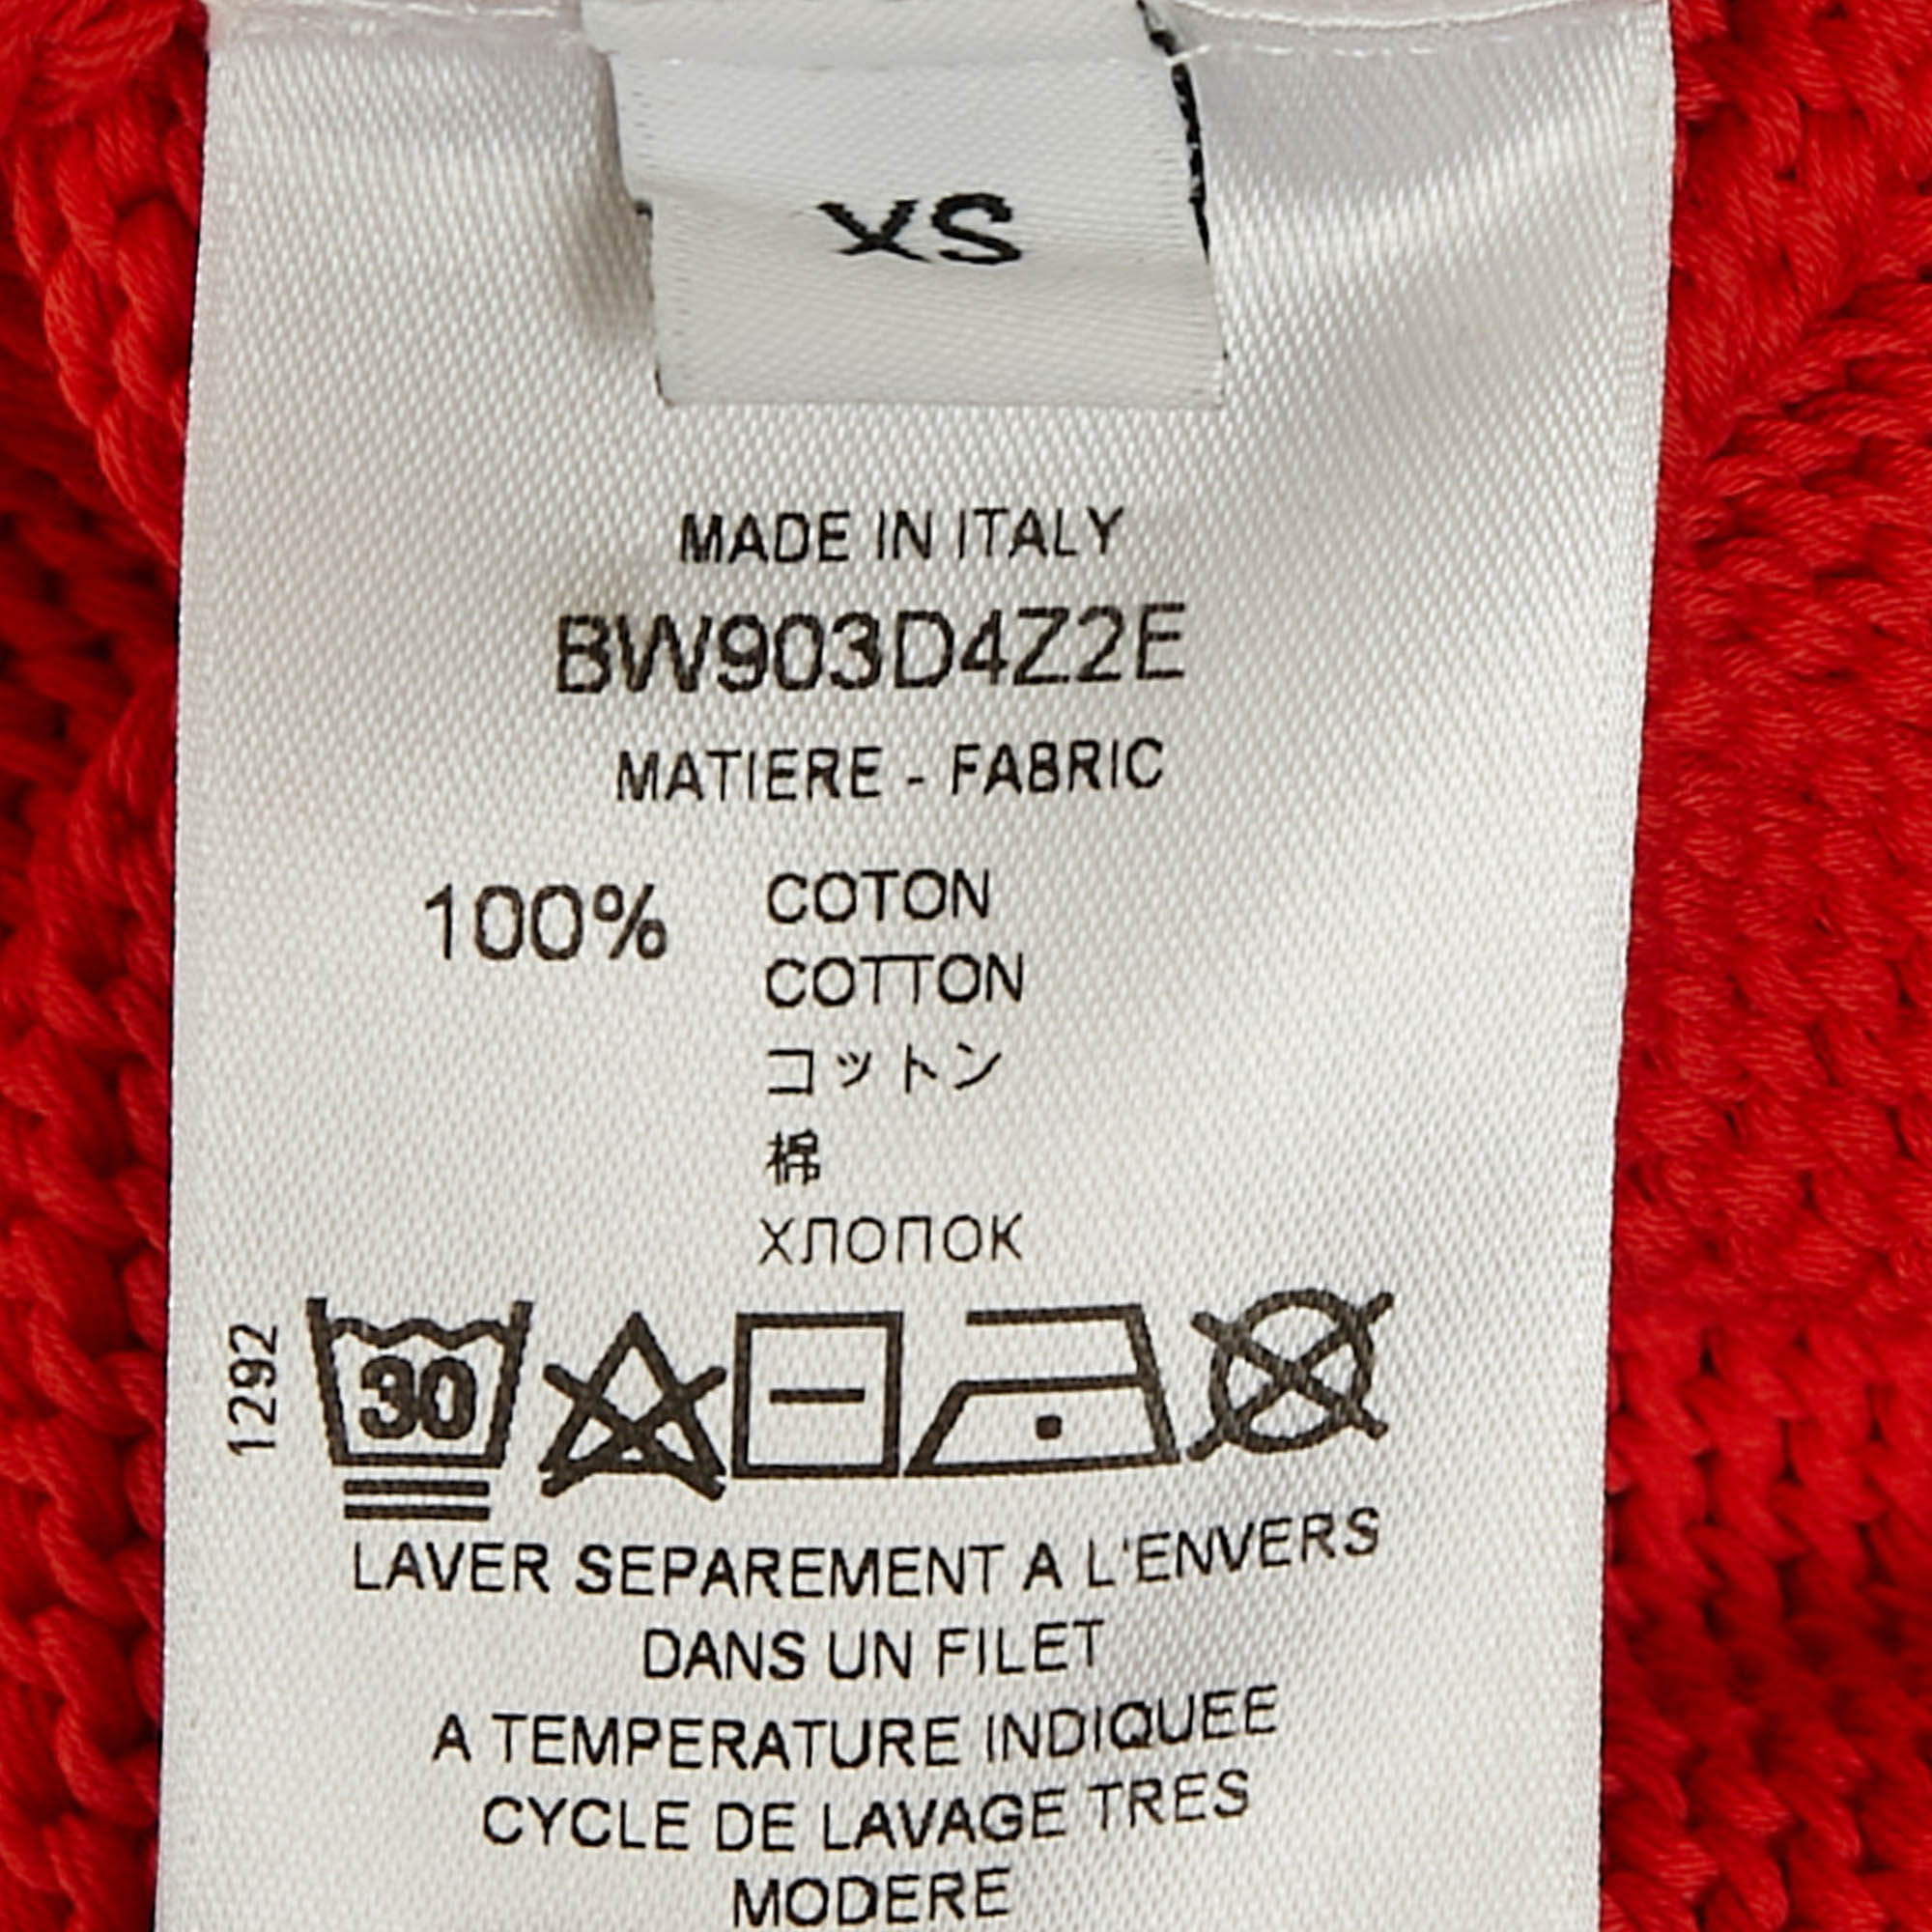 XS
MADE IN ITALY
BW903D4Z2E
MATIERE - FABRIC
100% COTON
COTTON
コットン
棉
ХЛОПОК
1292
30
LAVER SEPAREMENT A L'ENVERS
DANS UN FILET
A TEMPERATURE INDIQUEE
CYCLE DE LAVAGE TRES
MODERE